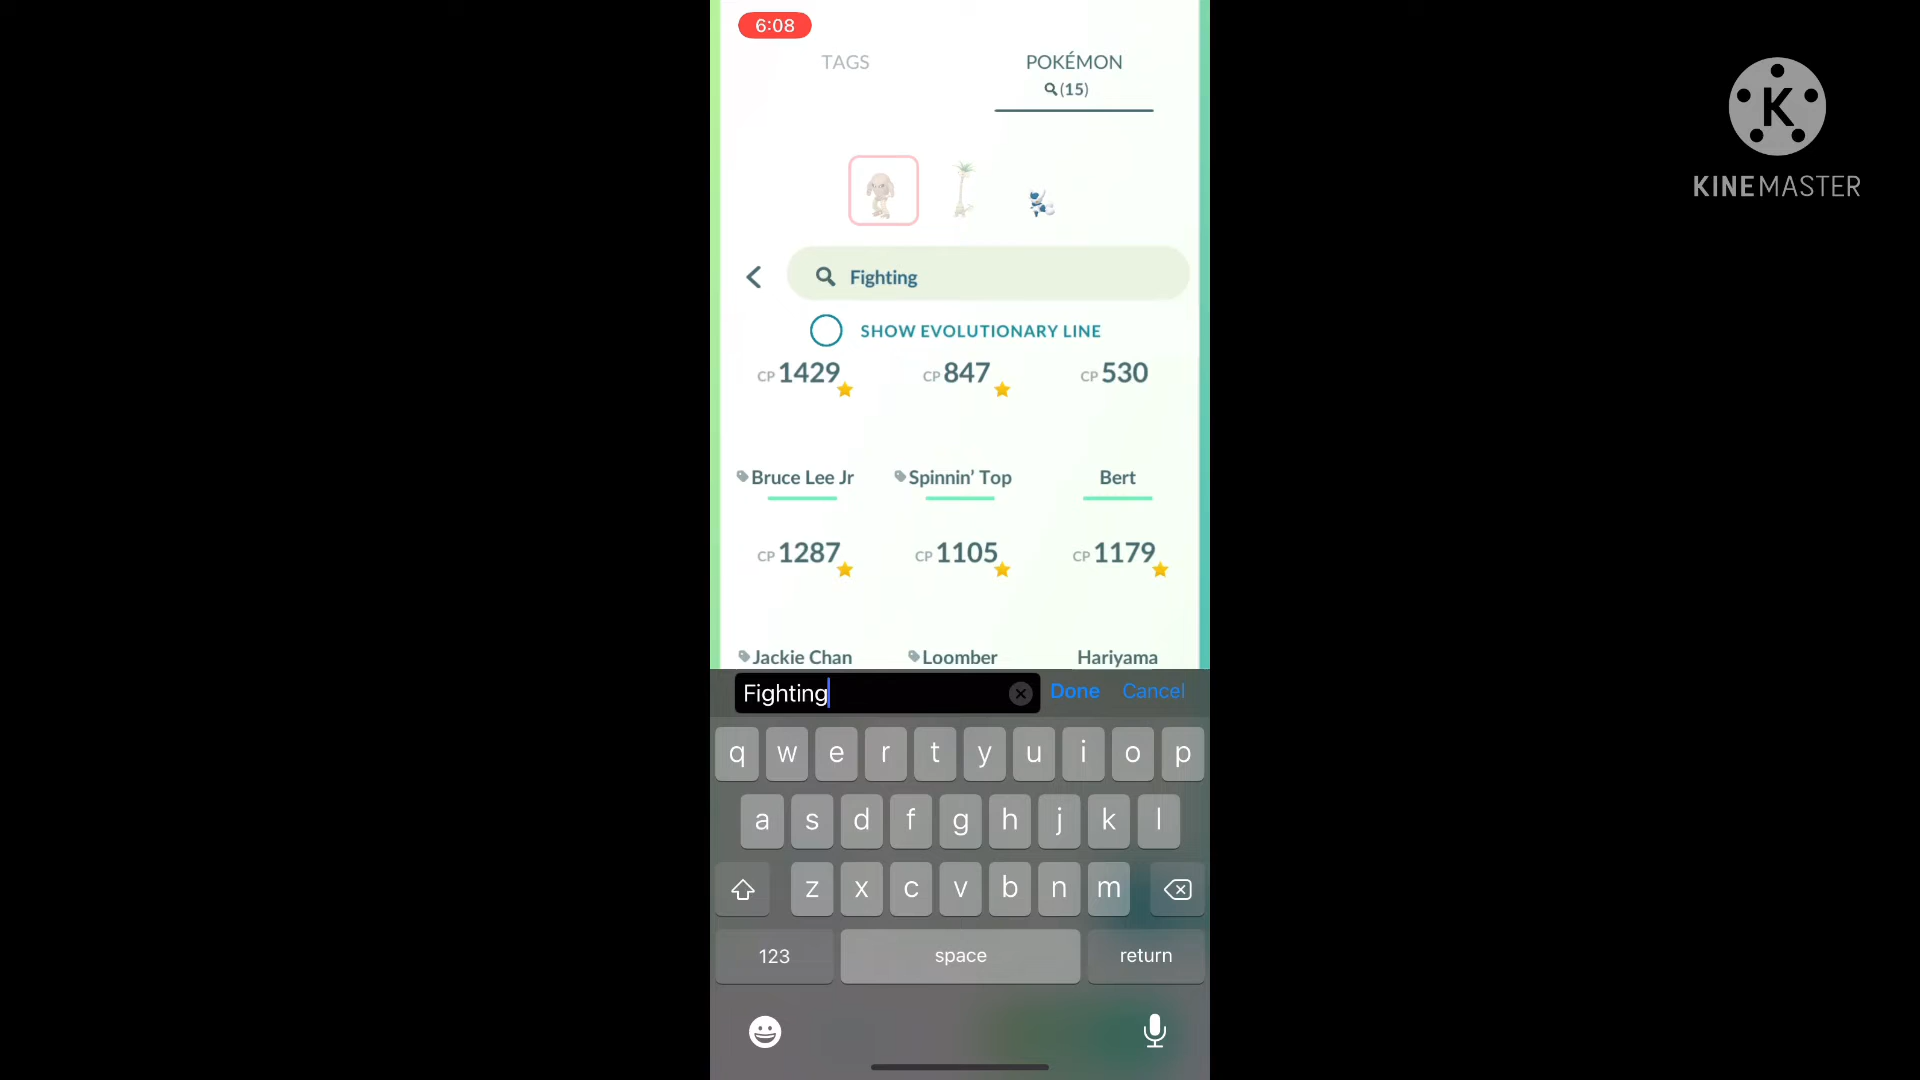 6:08
TAGS
POKÉMON
(15)
Fighting
SHOW EVOLUTIONARY LINE
CP 1429
CP 847
CP 530
Bruce Lee Jr
Spinnin' Top
Bert
CP 1287
CP 1105
CP 1179
Jackie Chan
Loomber
Hariyama
Fighting
Done
Cancel
q w e r t y u i o p
a s d f g h j k l
z x c v b n m
123
space
return
K
KINEMASTER